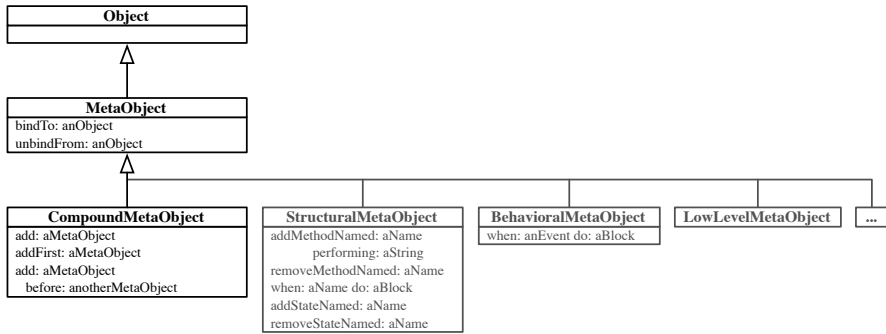 Object
MetaObject
bindTo: anObject
unbindFrom: anObject
CompoundMetaObject
add: aMetaObject
addFirst: aMetaObject
add: aMetaObject
before: anotherMetaObject
StructuralMetaObject
addMethodNamed: aName
performing: aString
removeMethodNamed: aName
when: aName do: aBlock
addStateNamed: aName
removeStateNamed: aName
BehavioralMetaObject
when: anEvent do: aBlock
LowLevelMetaObject
...